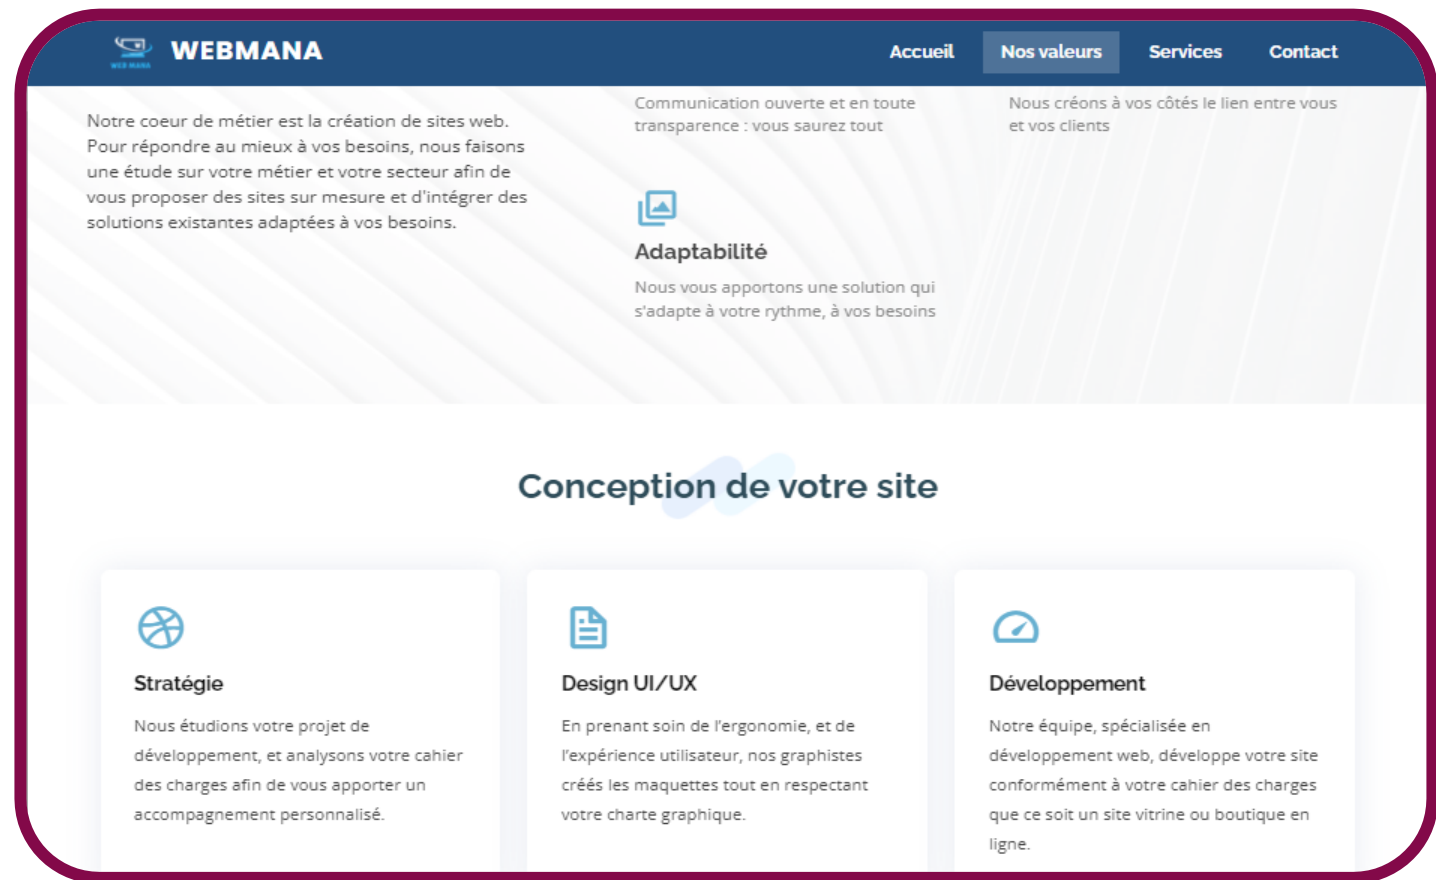 WEB MANA
WEBMANA
Accueil
Nos valeurs
Services
Contact
Notre coeur de métier est la création de sites web.
Pour répondre au mieux à vos besoins, nous faisons
une étude sur votre métier et votre secteur afin de
vous proposer des sites sur mesure et d'intégrer des
solutions existantes adaptées à vos besoins.
Communication ouverte et en toute
transparence : vous saurez tout
Nous créons à vos côtés le lien entre vous
et vos clients
Adaptabilité
Nous vous apportons une solution qui
s'adapte à votre rythme, à vos besoins
Conception de votre site
Stratégie
Nous étudions votre projet de
développement, et analysons votre cahier
des charges afin de vous apporter un
accompagnement personnalisé.
Design UI/UX
En prenant soin de l'ergonomie, et de
l'expérience utilisateur, nos graphistes
créés les maquettes tout en respectant
votre charte graphique.
Développement
Notre équipe, spécialisée en
développement web, développe votre site
conformément à votre cahier des charges
que ce soit un site vitrine ou boutique en
ligne.